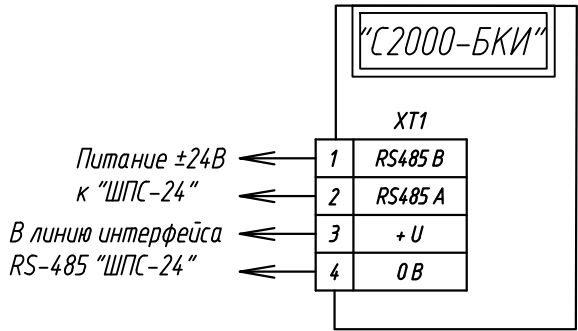 "С2000-БКИ"
XT1
Питание ±24В
к "ШПС-24"
В линию интерфейса
RS-485 "ШПС-24"
1 RS485 B
2 RS485 A
3 + U
4 0 В